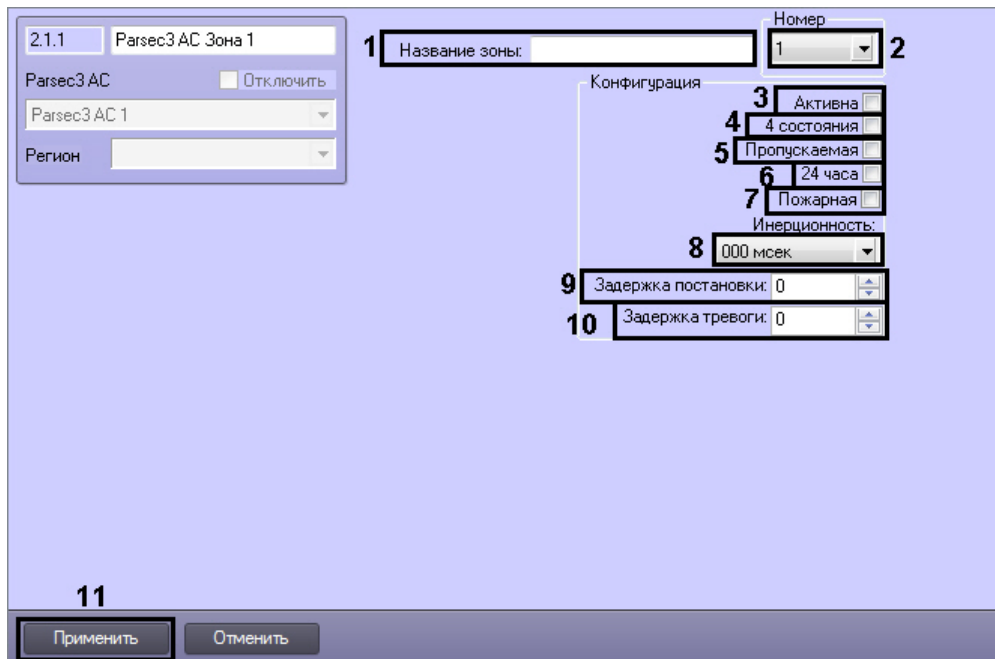 2.1.1 Parsec3 AC Зона 1
Parsec3 AC Отключить
Parsec3 AC 1
Регион
1 Название зоны:
Номер
1 2
Конфигурация
3 Активна
4 4 состояния
5 Пропускаемая
6 24 часа
7 Пожарная
Инерционность:
8 000 мсек
9 Задержка постановки: 0
10 Задержка тревоги: 0
11
Применить Отменить